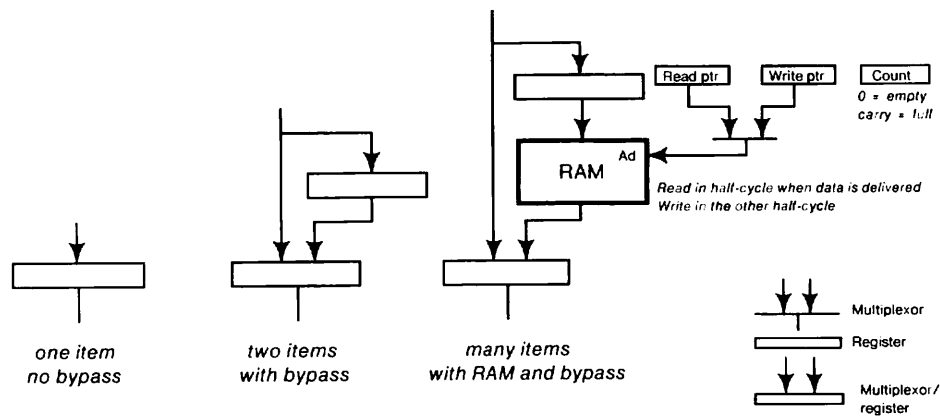 Read ptr
Write ptr
Count
0 = empty
carry = full
Ad
RAM
Read in half-cycle when data is delivered
Write in the other half-cycle
one item
no bypass
two items
with bypass
many items
with RAM and bypass
Multiplexor
Register
Multiplexor/
register